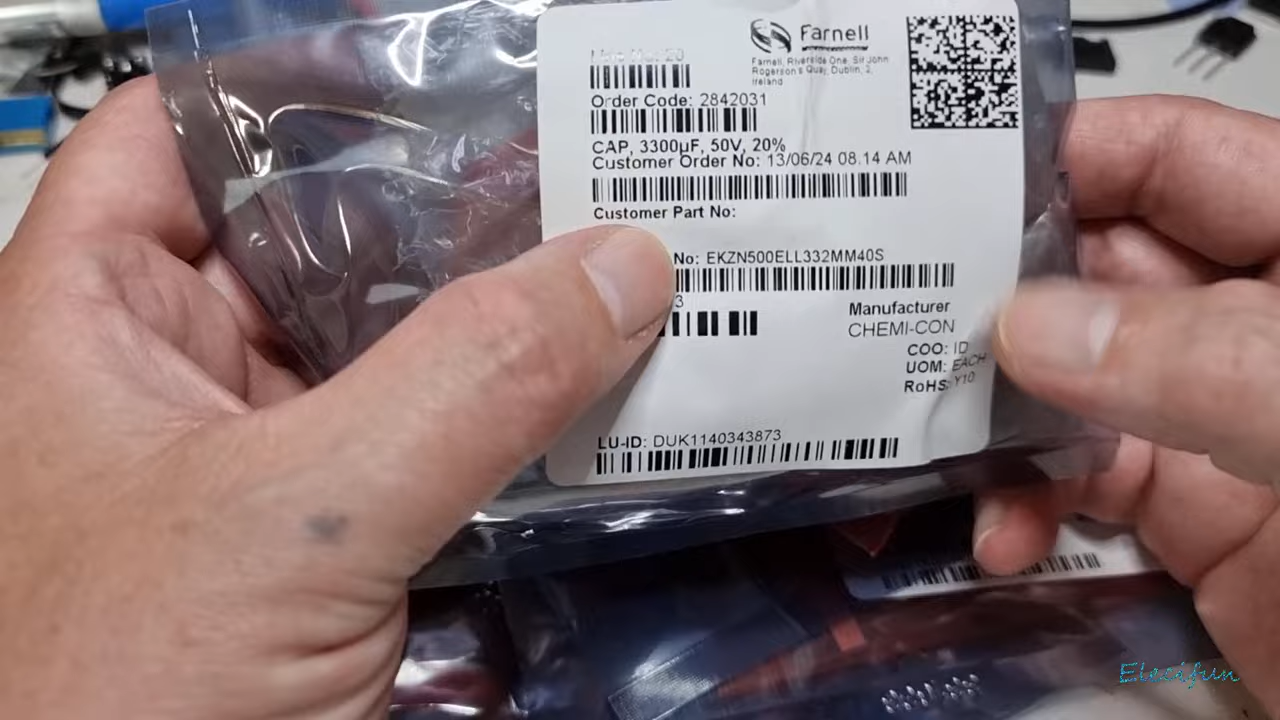 Farnell
Farnell, Riverside One, Sir John
Rogerson's Quay, Dublin, 2,
Ireland
Order Code: 2842031
CAP, 3300µF, 50V, 20%
Customer Order No: 13/06/24 08.14 AM
Customer Part No:
No: EKZN500ELL332MM40S
3
Manufacturer
CHEMI-CON
COO: ID
UOM: EACH
RoHS: Y10
LU-ID: DUK1140343873
Elecifun